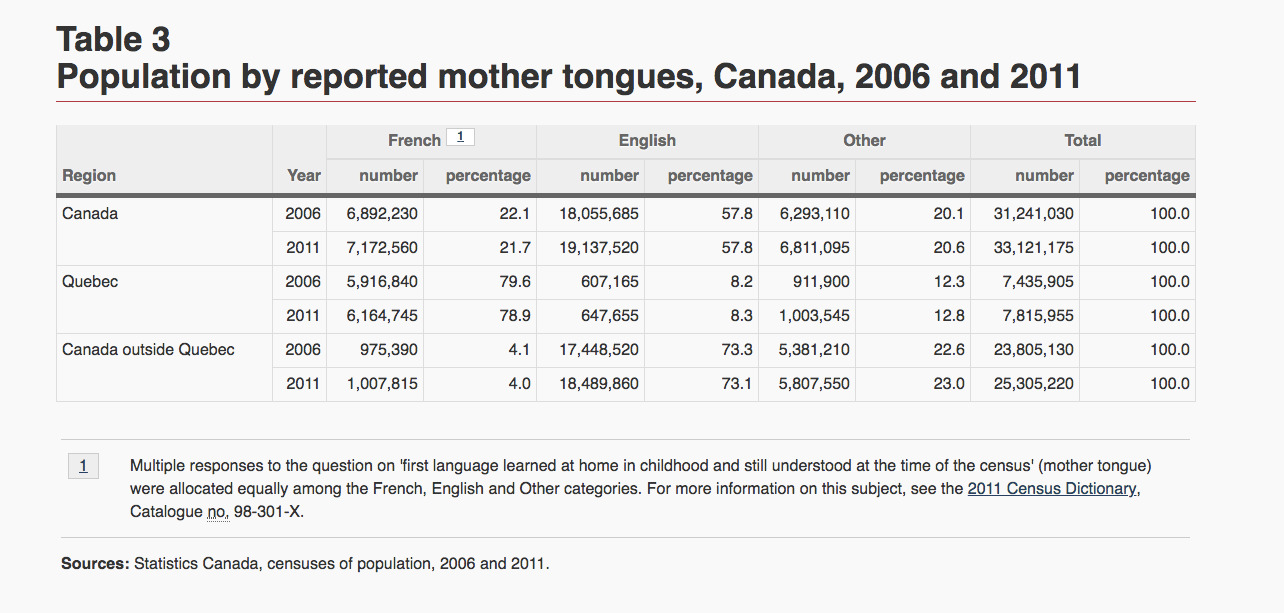 Table 3
Population by reported mother tongues, Canada, 2006 and 2011
French 1 English Other Total
Region Year number percentage number percentage number percentage number percentage
Canada 2006 6,892,230 22.1 18,055,685 57.8 6,293,110 20.1 31,241,030 100.0
2011 7,172,560 21.7 19,137,520 57.8 6,811,095 20.6 33,121,175 100.0
Quebec 2006 5,916,840 79.6 607,165 8.2 911,900 12.3 7,435,905 100.0
2011 6,164,745 78.9 647,655 8.3 1,003,545 12.8 7,815,955 100.0
Canada outside Quebec 2006 975,390 4.1 17,448,520 73.3 5,381,210 22.6 23,805,130 100.0
2011 1,007,815 4.0 18,489,860 73.1 5,807,550 23.0 25,305,220 100.0
1 Multiple responses to the question on 'first language learned at home in childhood and still understood at the time of the census' (mother tongue)
were allocated equally among the French, English and Other categories. For more information on this subject, see the 2011 Census Dictionary,
Catalogue no. 98-301-X.
Sources: Statistics Canada, censuses of population, 2006 and 2011.